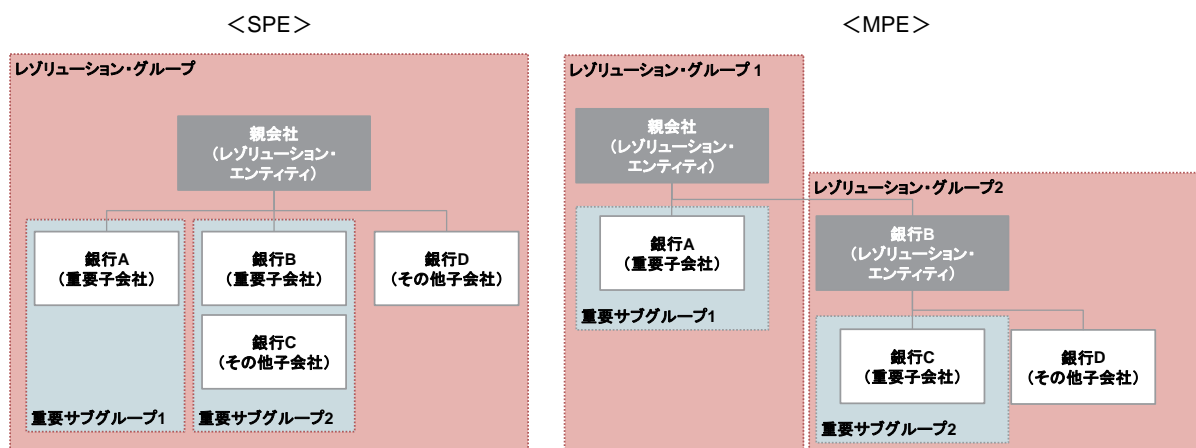 ＜SPE＞
レゾリューション・グループ
親会社
（レゾリューション・
エンティティ）
銀行A
（重要子会社）
銀行B
（重要子会社）
銀行D
（その他子会社）
銀行C
（その他子会社）
重要サブグループ1
重要サブグループ2
＜MPE＞
レゾリューション・グループ 1
親会社
（レゾリューション・
エンティティ）
銀行A
（重要子会社）
重要サブグループ1
レゾリューション・グループ2
銀行B
（レゾリューション・
エンティティ）
銀行C
（重要子会社）
銀行D
（その他子会社）
重要サブグループ2